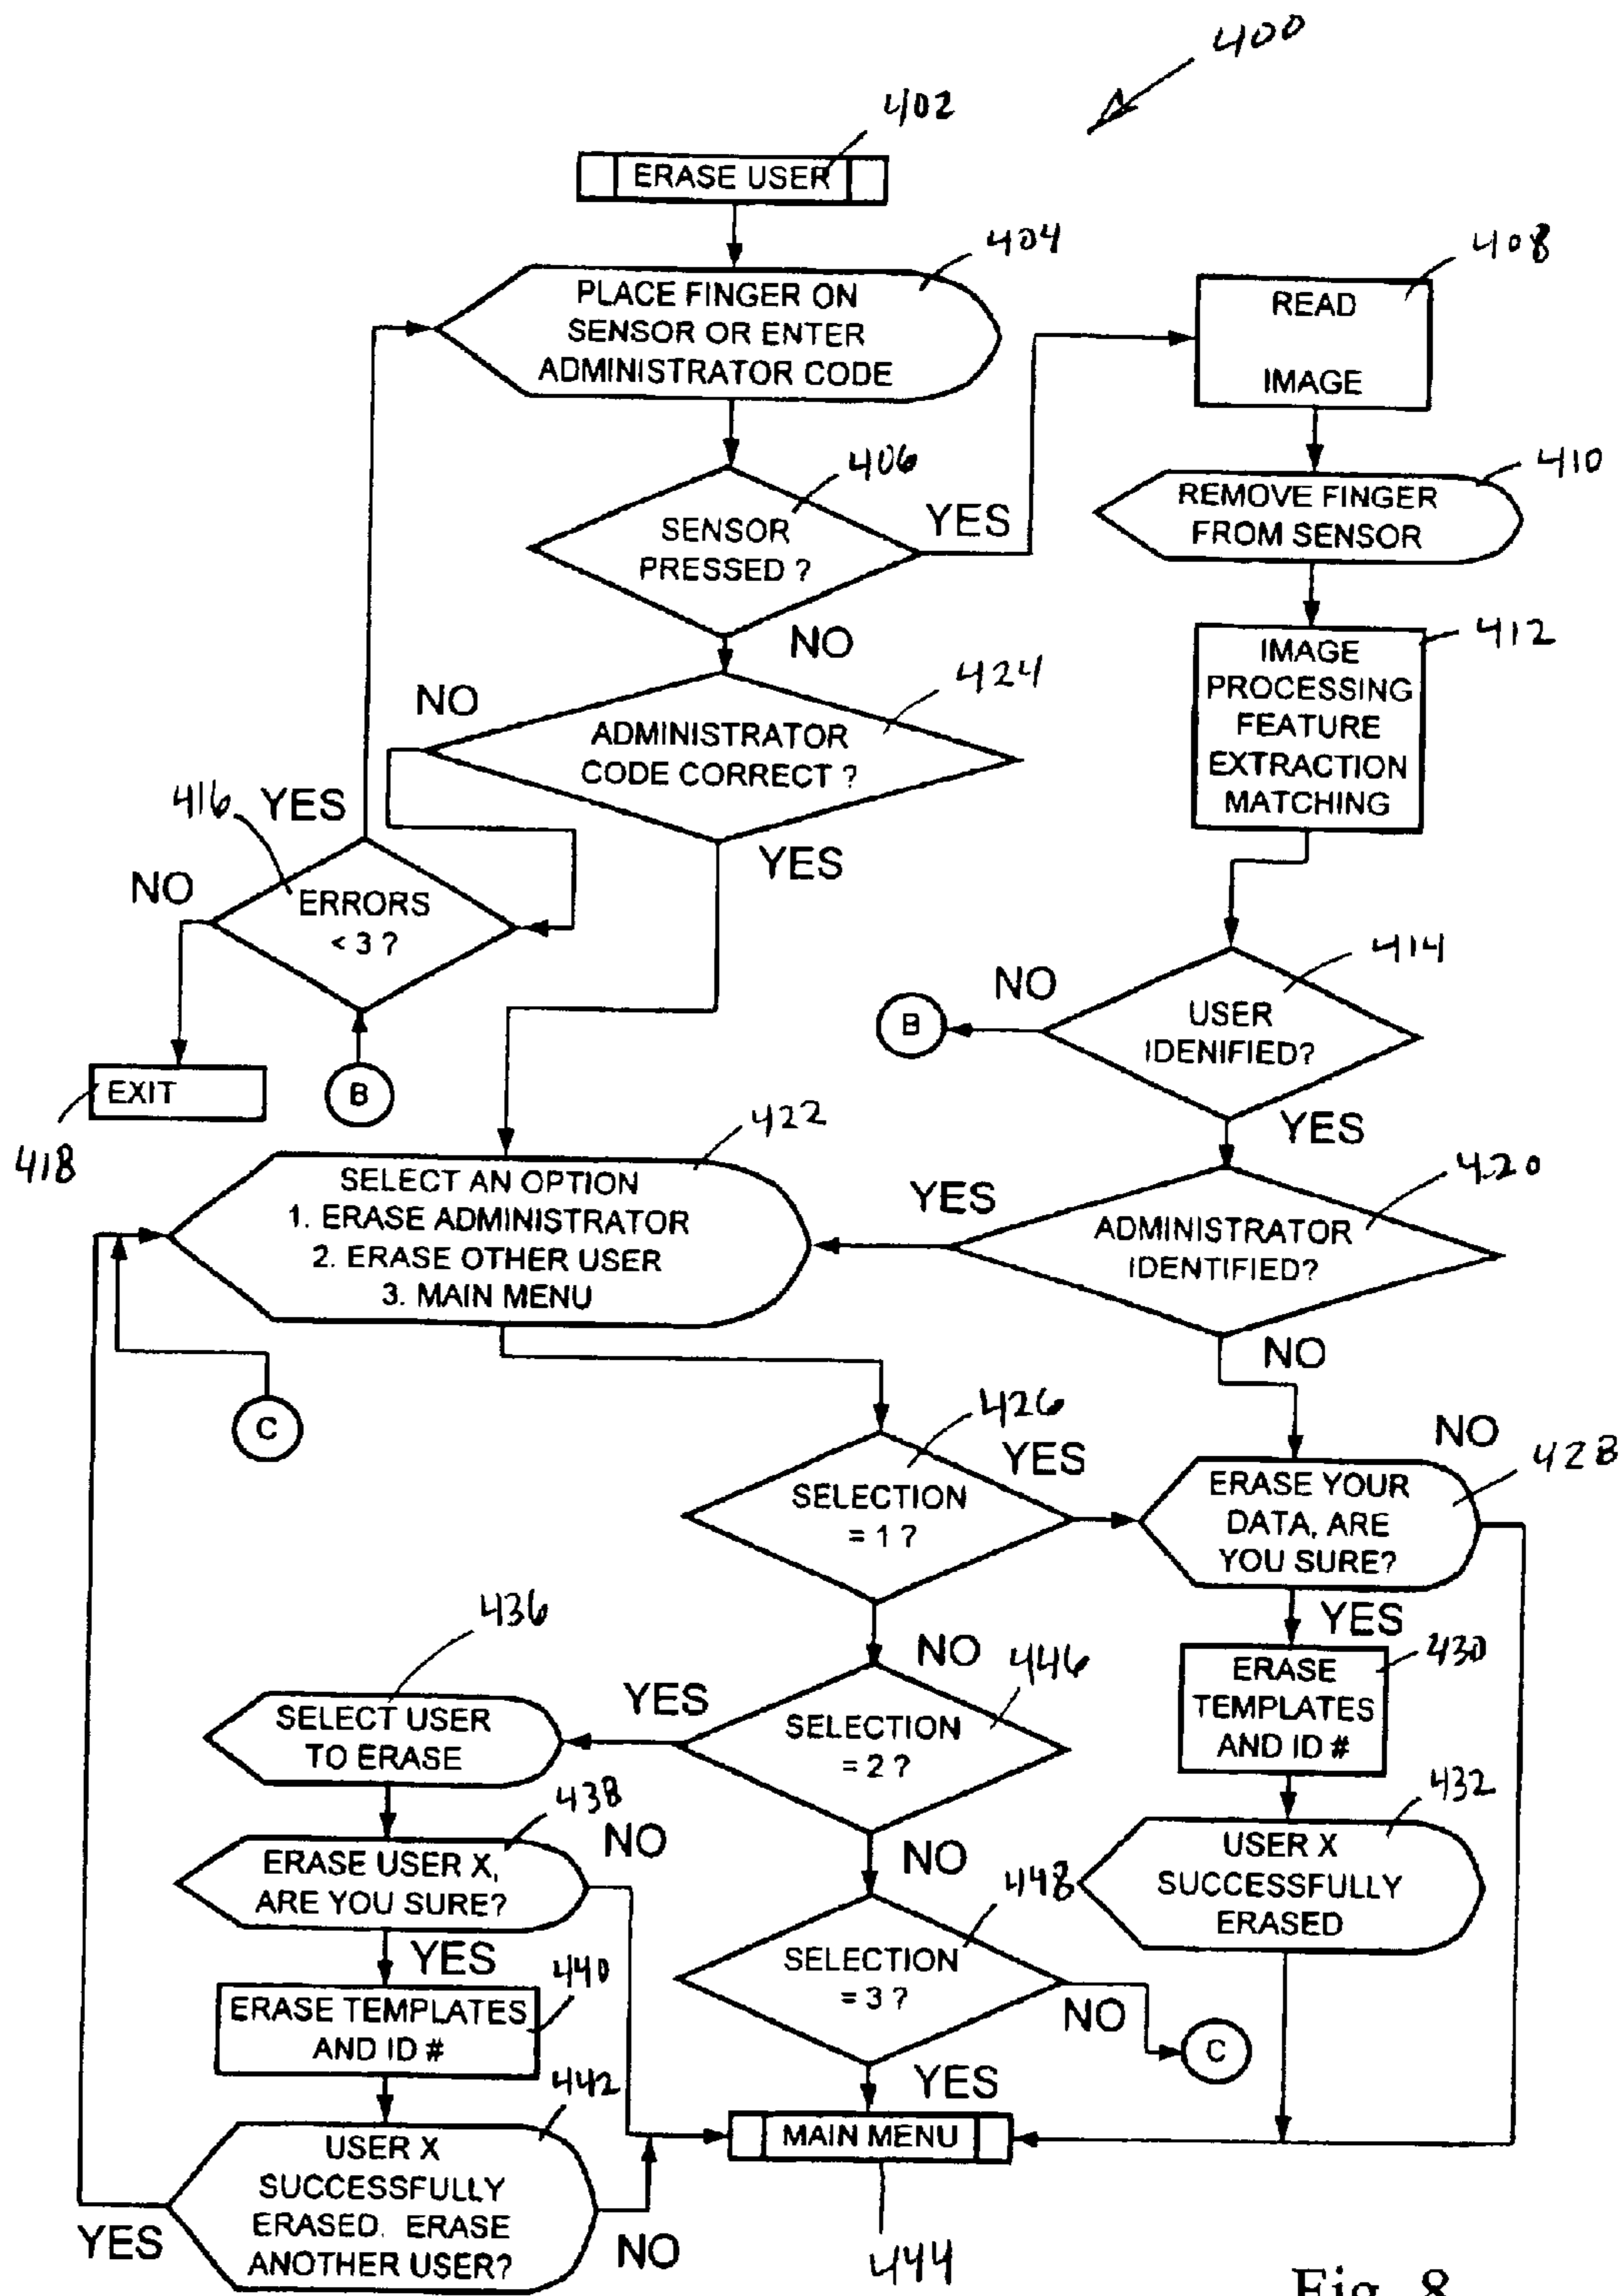 400
402
ERASE USER
404
PLACE FINGER ON
SENSOR OR ENTER
ADMINISTRATOR CODE
408
READ
IMAGE
406
SENSOR
PRESSED ?
YES
NO
410
REMOVE FINGER
FROM SENSOR
412
IMAGE
PROCESSING
FEATURE
EXTRACTION
MATCHING
424
NO
ADMINISTRATOR
CODE CORRECT ?
YES
416
YES
NO
ERRORS
< 3 ?
EXIT
418
B
414
NO
B
USER
IDENIFIED?
YES
422
SELECT AN OPTION
1. ERASE ADMINISTRATOR
2. ERASE OTHER USER
3. MAIN MENU
420
YES
ADMINISTRATOR
IDENTIFIED?
NO
C
426
YES
SELECTION
= 1 ?
NO
NO
428
ERASE YOUR
DATA, ARE
YOU SURE?
YES
430
ERASE
TEMPLATES
AND ID #
432
USER X
SUCCESSFULLY
ERASED
436
SELECT USER
TO ERASE
446
YES
SELECTION
= 2 ?
NO
438
NO
ERASE USER X,
ARE YOU SURE?
YES
440
ERASE TEMPLATES
AND ID #
448
SELECTION
= 3 ?
NO
C
YES
442
USER X
SUCCESSFULLY
ERASED. ERASE
ANOTHER USER?
YES
NO
MAIN MENU
444
Fig. 8